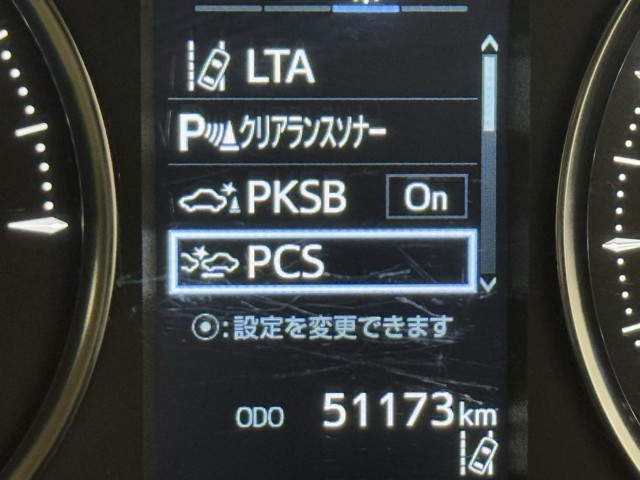 LTA
P クリアランスソナー
PKSB On
PCS
⦿:設定を変更できます
ODO 51173km